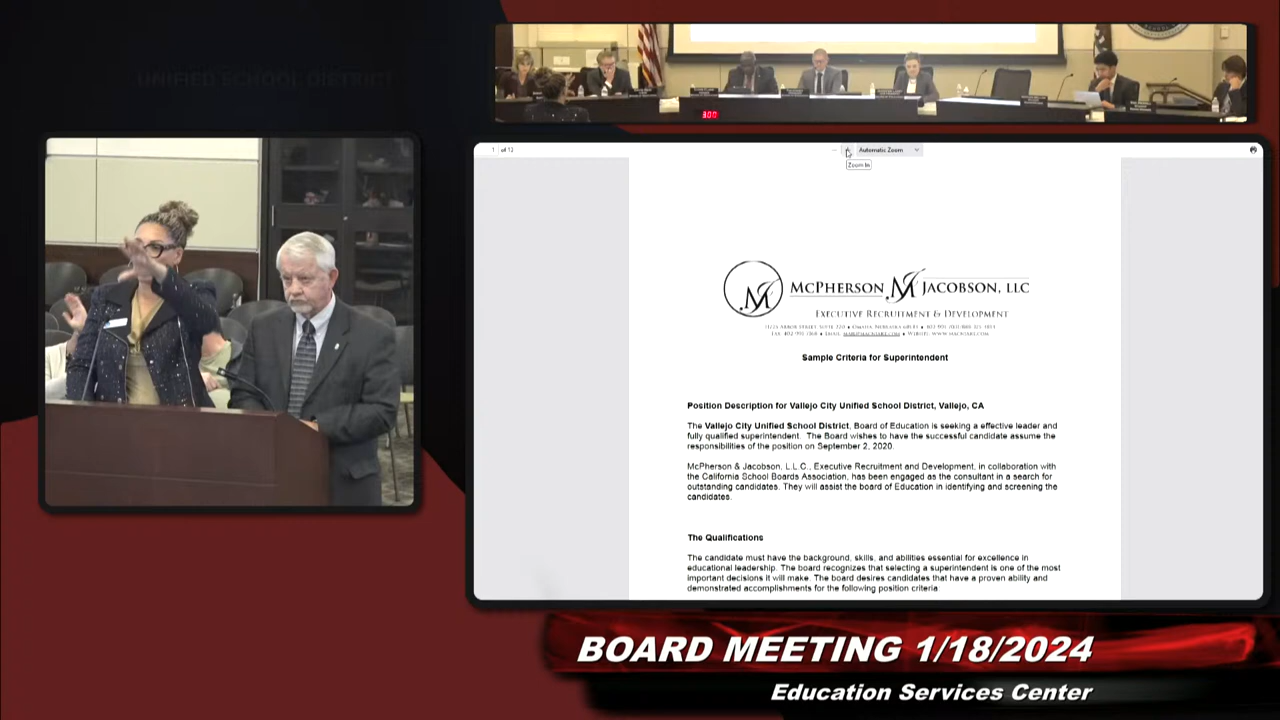 UNIFIED SCHOOL DISTRICT
3:00
1 of 12
Automatic Zoom
Zoom In
McPherson & Jacobson, LLC
Executive Recruitment & Development
Sample Criteria for Superintendent
Position Description for Vallejo City Unified School District, Vallejo, CA
The Vallejo City Unified School District, Board of Education is seeking a effective leader and
fully qualified superintendent. The Board wishes to have the successful candidate assume the
responsibilities of the position on September 2, 2020.
McPherson & Jacobson, L.L.C., Executive Recruitment and Development, in collaboration with
the California School Boards Association, has been engaged as the consultant in a search for
outstanding candidates. They will assist the board of Education in identifying and screening the
candidates.
The Qualifications
The candidate must have the background, skills, and abilities essential for excellence in
educational leadership. The board recognizes that selecting a superintendent is one of the most
important decisions it will make. The board desires candidates that have a proven ability and
demonstrated accomplishments for the following position criteria
BOARD MEETING 1/18/2024
Education Services Center